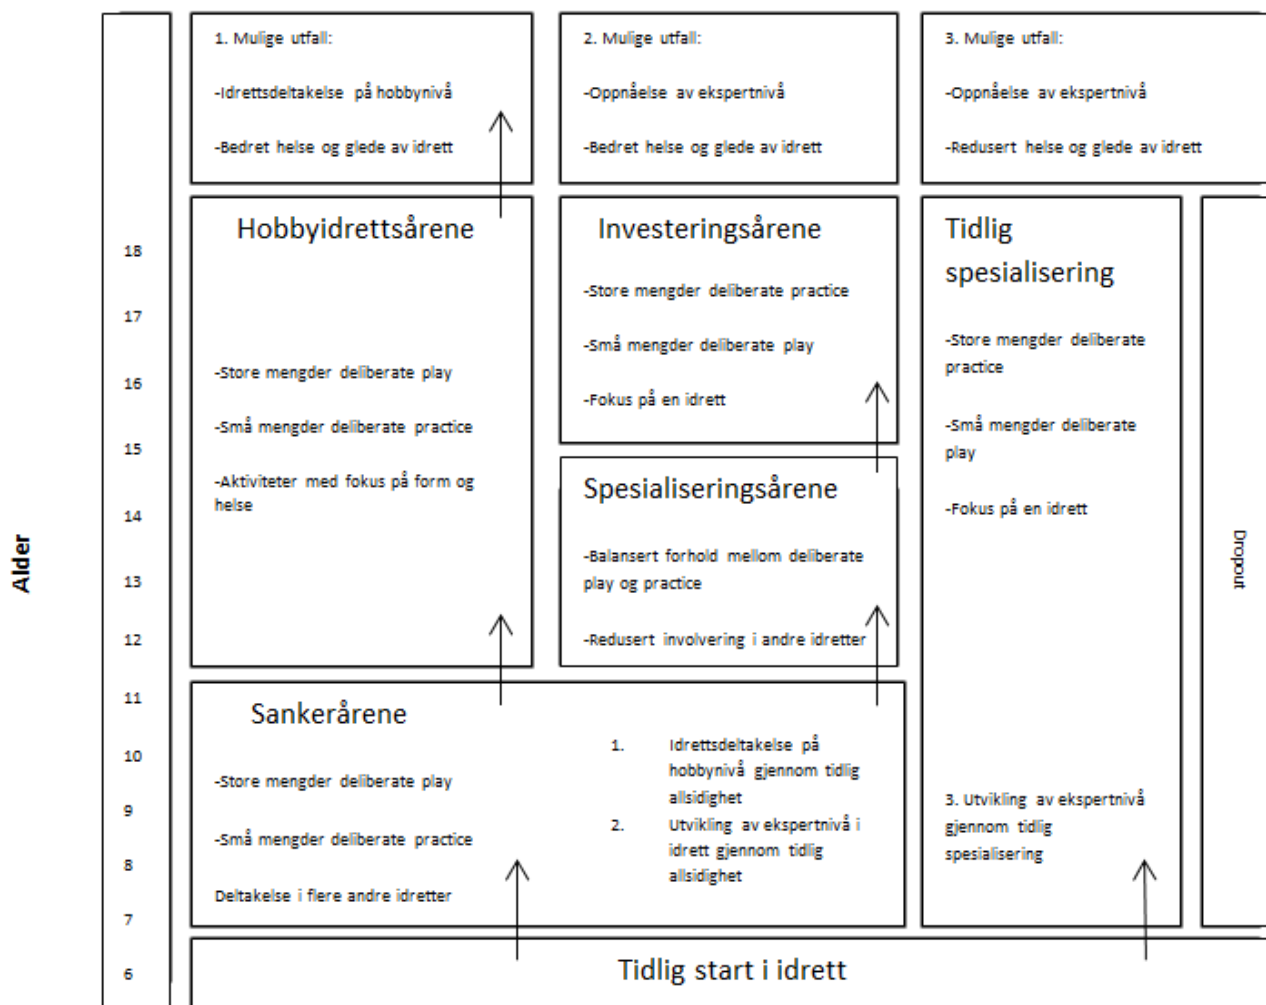 1. Mulige utfall:
-Idrettsdeltakelse på hobbynivå
-Bedret helse og glede av idrett
2. Mulige utfall:
-Oppnåelse av ekspertnivå
-Bedret helse og glede av idrett
3. Mulige utfall:
-Oppnåelse av ekspertnivå
-Redusert helse og glede av idrett
Alder
18
17
16
15
14
13
12
11
10
9
8
7
6
Hobbyidrettsårene
-Store mengder deliberate play
-Små mengder deliberate practice
-Aktiviteter med fokus på form og
helse
Investeringsårene
-Store mengder deliberate practice
-Små mengder deliberate play
-Fokus på en idrett
Spesialiseringsårene
-Balansert forhold mellom deliberate
play og practice
-Redusert involvering i andre idretter
Tidlig
spesialisering
-Store mengder deliberate
practice
-Små mengder deliberate
play
-Fokus på en idrett
3. Utvikling av ekspertnivå
gjennom tidlig
spesialisering
Dropout
Sankerårene
-Store mengder deliberate play
-Små mengder deliberate practice
Deltakelse i flere andre idretter
1. Idrettsdeltakelse på
hobbynivå gjennom tidlig
allsidighet
2. Utvikling av ekspertnivå i
idrett gjennom tidlig
allsidighet
Tidlig start i idrett